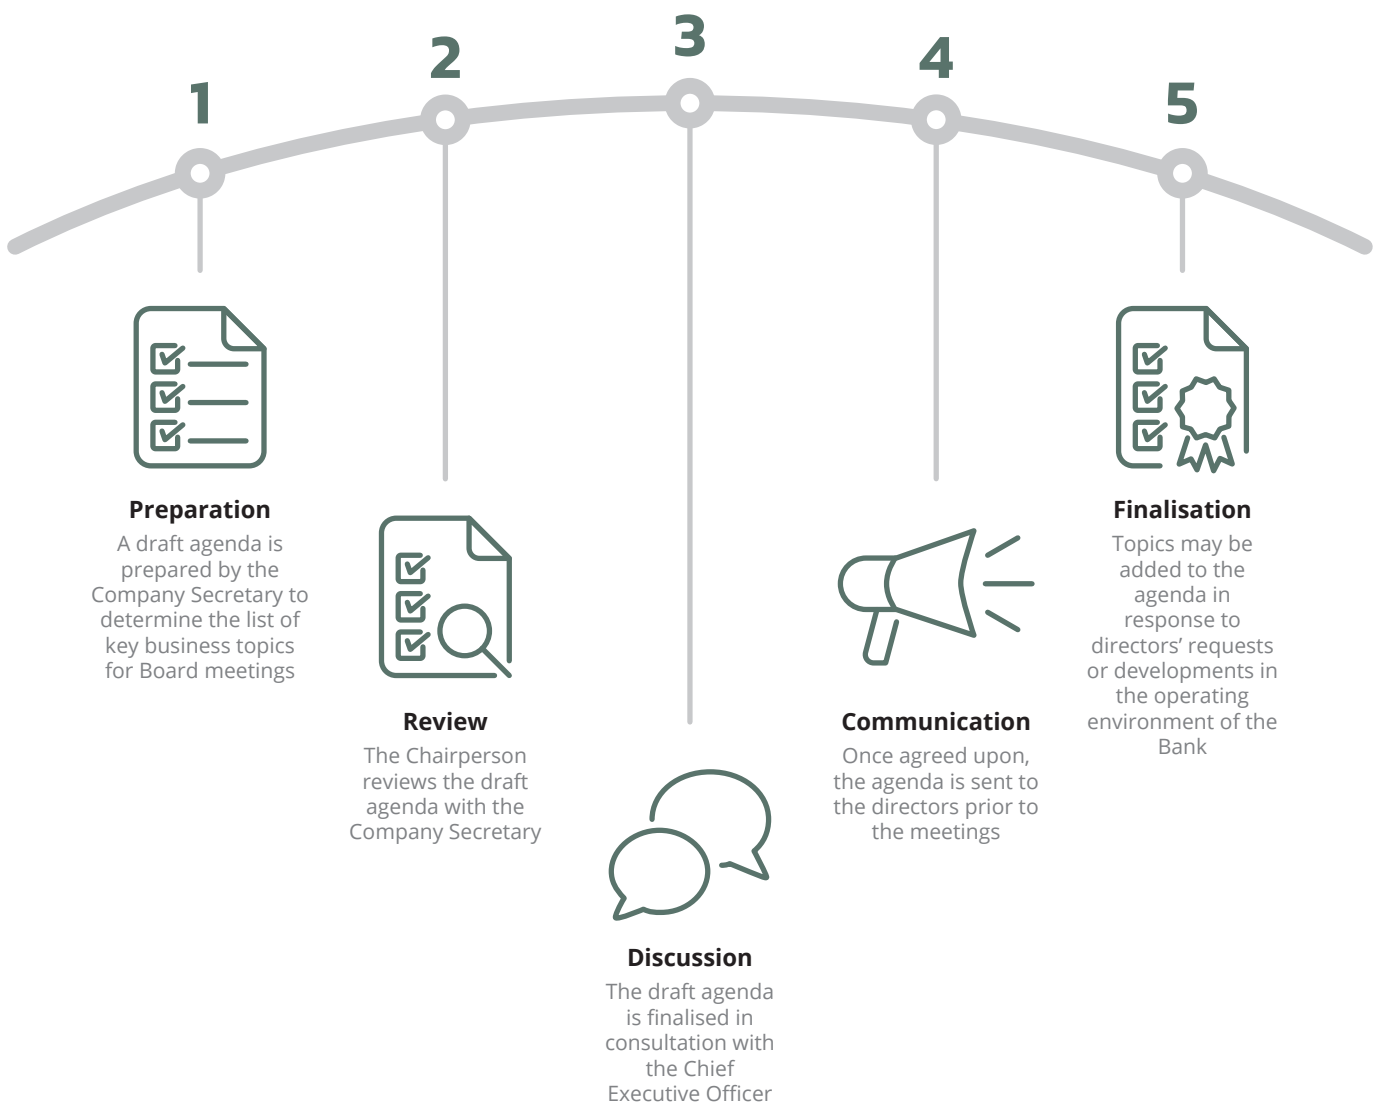 1
2
3
4
5
Preparation
A draft agenda is
prepared by the
Company Secretary to
determine the list of
key business topics
for Board meetings
Review
The Chairperson
reviews the draft
agenda with the
Company Secretary
Discussion
The draft agenda
is finalised in
consultation with
the Chief
Executive Officer
Communication
Once agreed upon,
the agenda is sent to
the directors prior to
the meetings
Finalisation
Topics may be
added to the
agenda in
response to
directors’ requests
or developments in
the operating
environment of the
Bank